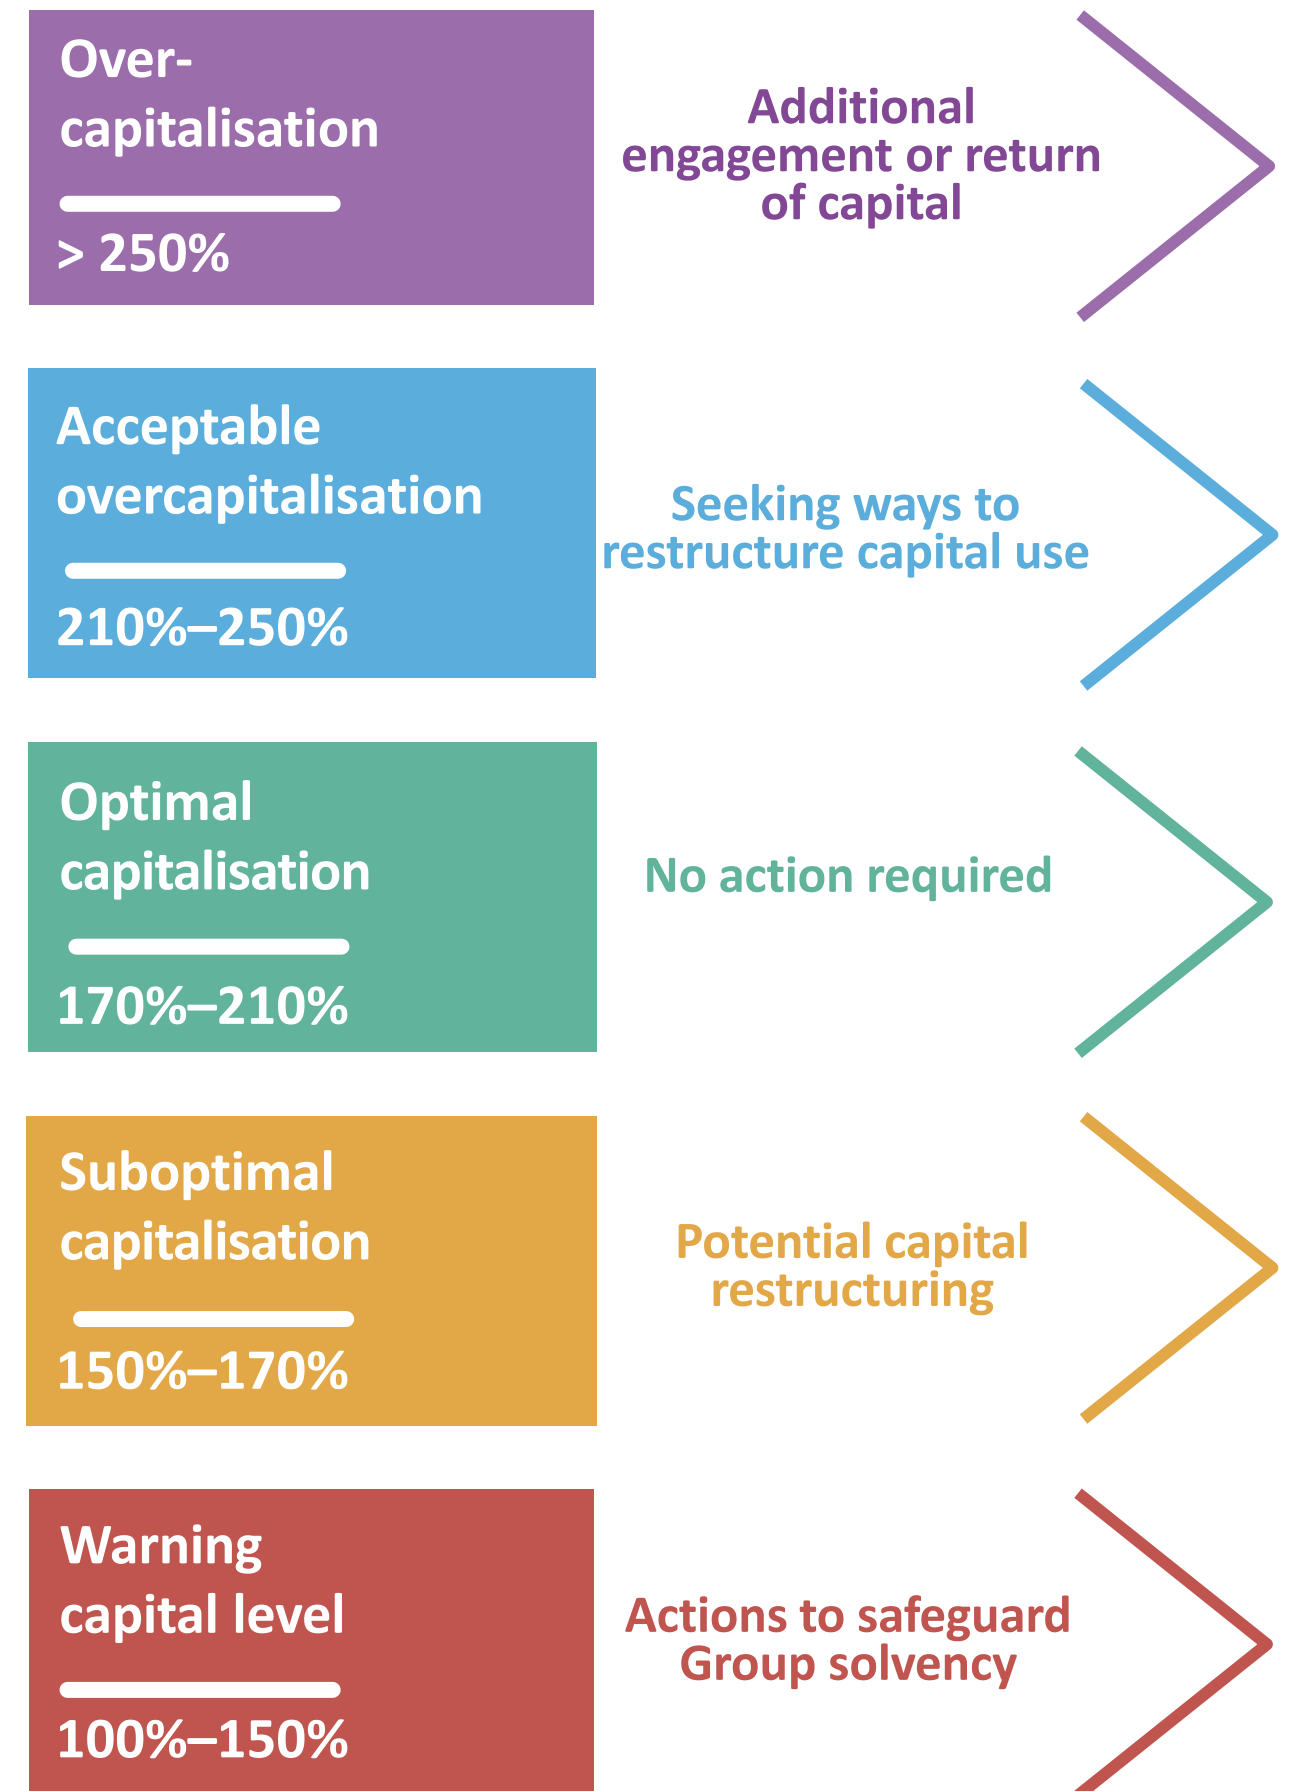 Over-
capitalisation
> 250%
Additional
engagement or return
of capital
Acceptable
overcapitalisation
210%–250%
Seeking ways to
restructure capital use
Optimal
capitalisation
170%–210%
No action required
Suboptimal
capitalisation
150%–170%
Potential capital
restructuring
Warning
capital level
100%–150%
Actions to safeguard
Group solvency